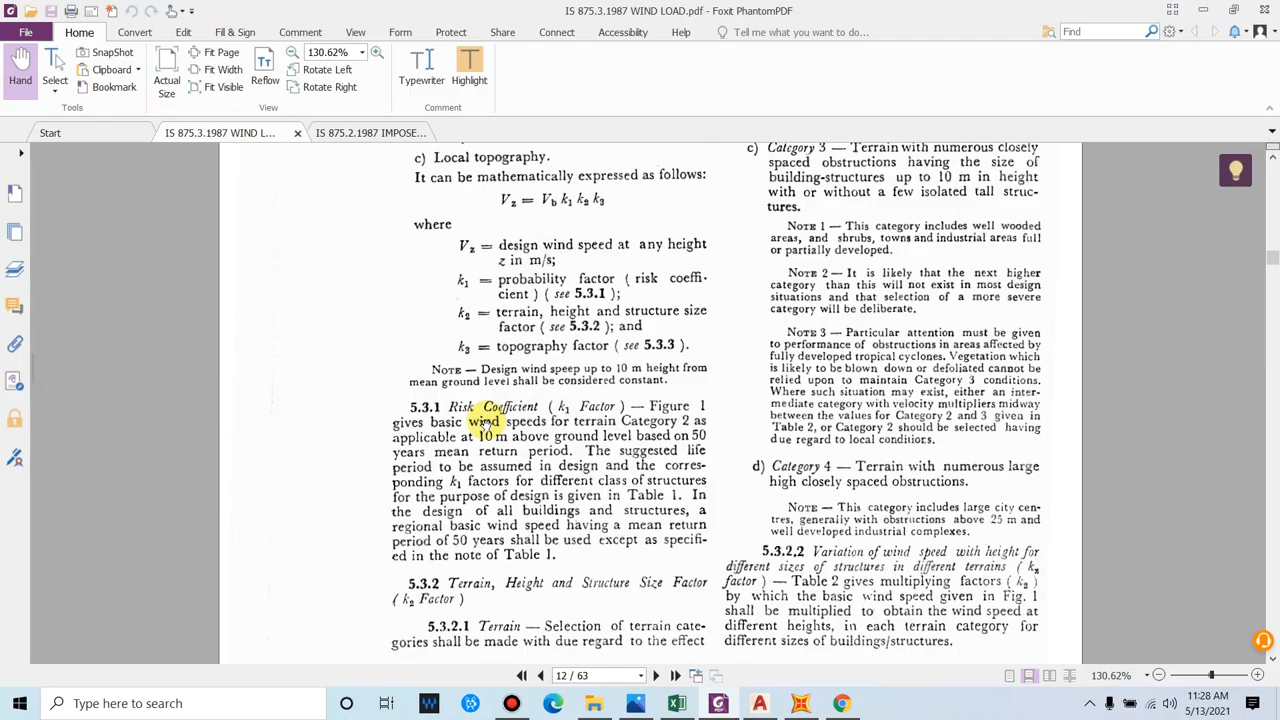 IS 875.3.1987 WIND LOAD.pdf - Foxit PhantomPDF
File Home Convert Edit Fill & Sign Comment View Form Protect Share Connect Accessibility Help Tell me what you want to do... Find
Hand
Select
SnapShot
Clipboard
Bookmark
Tools
Actual
Size
Fit Page
Fit Width
Fit Visible
Reflow
130.62%
Rotate Left
Rotate Right
View
Typewriter
Highlight
Comment
Start IS 875.3.1987 WIND L... IS 875.2.1987 IMPOSE...
c) Local topography.
It can be mathematically expressed as follows:
Vz = Vb k1 k2 k3
where
Vz = design wind speed at any height
z in m/s;
k1 = probability factor ( risk coeffi-
cient ) ( see 5.3.1 );
k2 = terrain, height and structure size
factor ( see 5.3.2 ); and
k3 = topography factor ( see 5.3.3 ).
NOTE — Design wind speep up to 10 m height from
mean ground level shall be considered constant.
5.3.1 Risk Coefficient ( k1 Factor ) — Figure 1
gives basic wind speeds for terrain Category 2 as
applicable at 10 m above ground level based on 50
years mean return period. The suggested life
period to be assumed in design and the corres-
ponding k1 factors for different class of structures
for the purpose of design is given in Table 1. In
the design of all buildings and structures, a
regional basic wind speed having a mean return
period of 50 years shall be used except as specifi-
ed in the note of Table 1.
5.3.2 Terrain, Height and Structure Size Factor
( k2 Factor )
5.3.2.1 Terrain — Selection of terrain cate-
gories shall be made with due regard to the effect
c) Category 3 — Terrain with numerous closely
spaced obstructions having the size of
building-structures up to 10 m in height
with or without a few isolated tall struc-
tures.
NOTE 1 — This category includes well wooded
areas, and shrubs, towns and industrial areas full
or partially developed.
NOTE 2 — It is likely that the next higher
category than this will not exist in most design
situations and that selection of a more severe
category will be deliberate.
NOTE 3 — Particular attention must be given
to performance of obstructions in areas affected by
fully developed tropical cyclones. Vegetation which
is likely to be blown down or defoliated cannot be
relied upon to maintain Category 3 conditions.
Where such situation may exist, either an inter-
mediate category with velocity multipliers midway
between the values for Category 2 and 3 given in
Table 2, or Category 2 should be selected having
due regard to local conditions.
d) Category 4 — Terrain with numerous large
high closely spaced obstructions.
NOTE — This category includes large city cen-
tres, generally with obstructions above 25 m and
well developed industrial complexes.
5.3.2.2 Variation of wind speed with height for
different sizes of structures in different terrains ( k2
factor ) — Table 2 gives multiplying factors ( k2 )
by which the basic wind speed given in Fig. 1
shall be multiplied to obtain the wind speed at
different heights, in each terrain category for
different sizes of buildings/structures.
12 / 63
130.62%
Type here to search
11:28 AM
5/13/2021